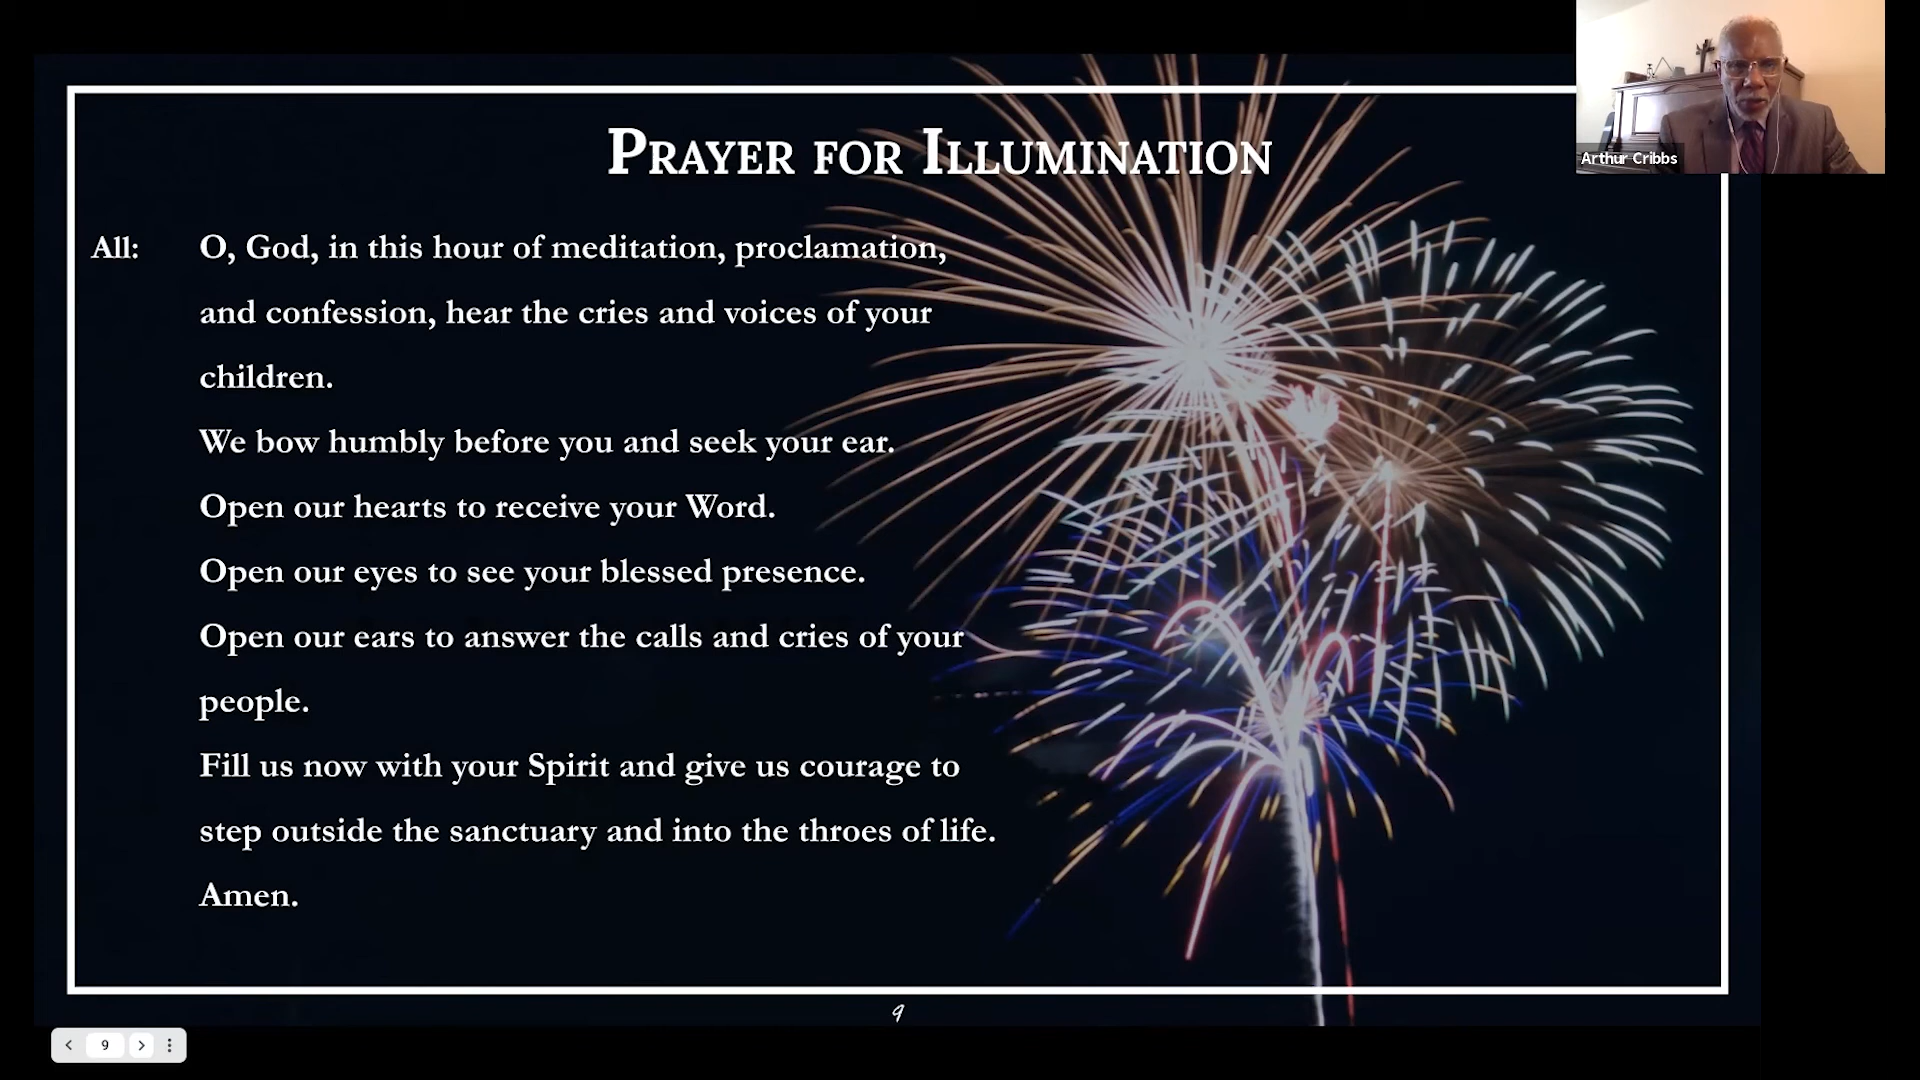 Arthur Cribbs
Prayer for Illumination
All: O, God, in this hour of meditation, proclamation,
and confession, hear the cries and voices of your
children.
We bow humbly before you and seek your ear.
Open our hearts to receive your Word.
Open our eyes to see your blessed presence.
Open our ears to answer the calls and cries of your
people.
Fill us now with your Spirit and give us courage to
step outside the sanctuary and into the throes of life.
Amen.
9
9